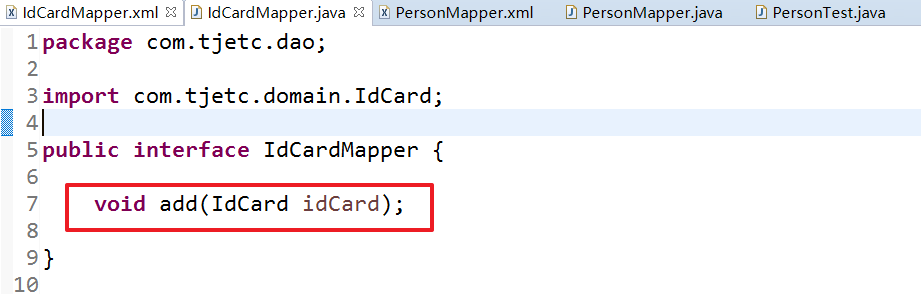 IdCardMapper.xml IdCardMapper.java PersonMapper.xml PersonMapper.java PersonTest.java
1 package com.tjetc.dao;
2
3 import com.tjetc.domain.IdCard;
4
5 public interface IdCardMapper {
6
7 void add(IdCard idCard);
8
9 }
10